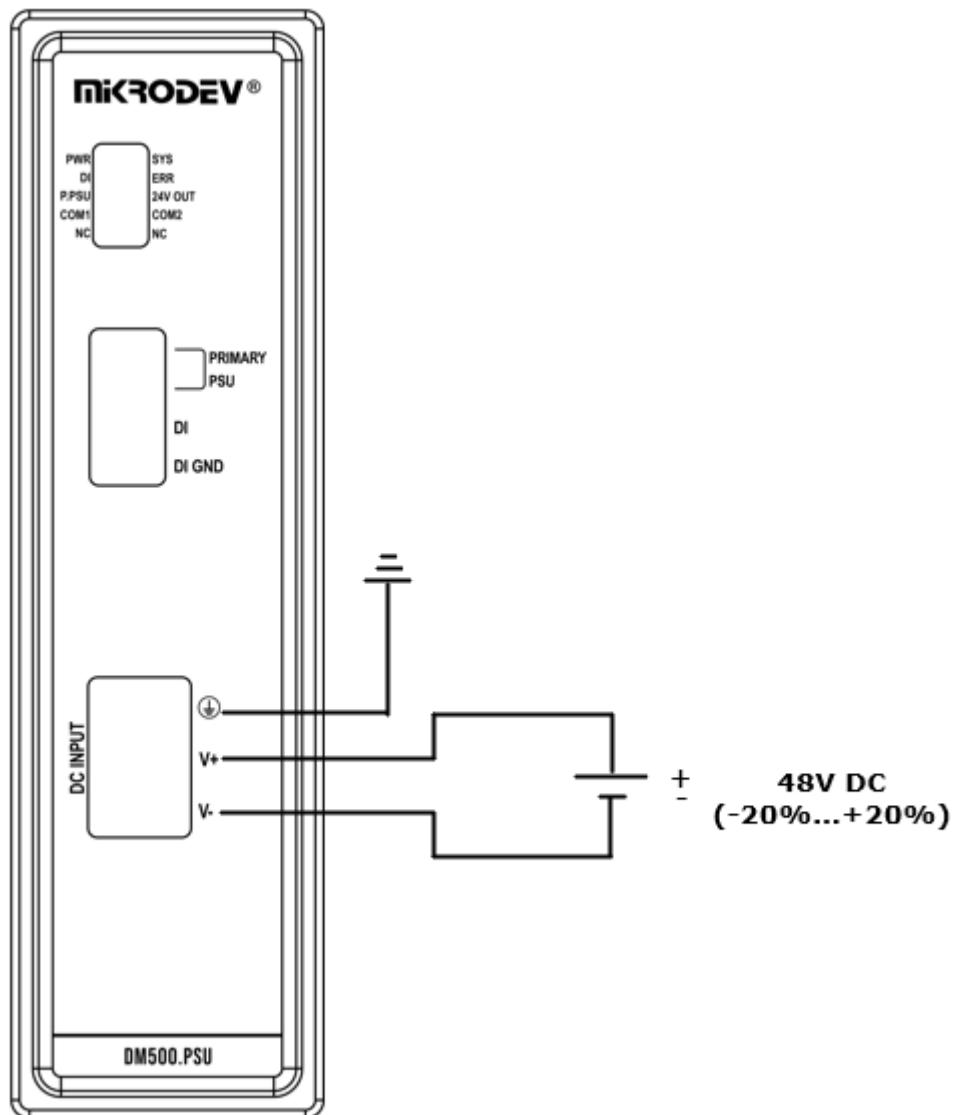 MiKRODEV®
PWR SYS
DI ERR
P.PSU 24V OUT
COM1 COM2
NC NC
PRIMARY
PSU
DI
DI GND
DC INPUT
V+
V-
+
-
48V DC
(-20%...+20%)
DM500.PSU